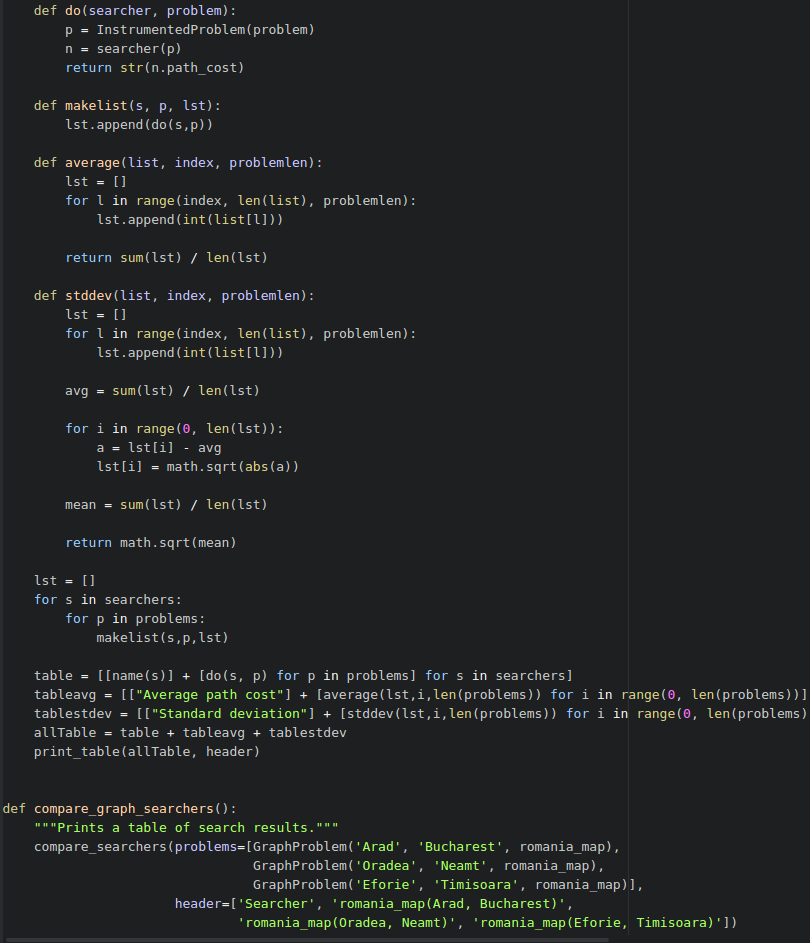 def do(searcher, problem):
        p = InstrumentedProblem(problem)
        n = searcher(p)
        return str(n.path_cost)

    def makelist(s, p, lst):
        lst.append(do(s,p))

    def average(list, index, problemlen):
        lst = []
        for l in range(index, len(list), problemlen):
            lst.append(int(list[l]))

        return sum(lst) / len(lst)

    def stddev(list, index, problemlen):
        lst = []
        for l in range(index, len(list), problemlen):
            lst.append(int(list[l]))

        avg = sum(lst) / len(lst)

        for i in range(0, len(lst)):
            a = lst[i] - avg
            lst[i] = math.sqrt(abs(a))

        mean = sum(lst) / len(lst)

        return math.sqrt(mean)

    lst = []
    for s in searchers:
        for p in problems:
            makelist(s,p,lst)

    table = [[name(s)] + [do(s, p) for p in problems] for s in searchers]
    tableavg = [["Average path cost"] + [average(lst,i,len(problems)) for i in range(0, len(problems))]
    tablestdev = [["Standard deviation"] + [stddev(lst,i,len(problems)) for i in range(0, len(problems)
    allTable = table + tableavg + tablestdev
    print_table(allTable, header)


def compare_graph_searchers():
    """Prints a table of search results."""
    compare_searchers(problems=[GraphProblem('Arad', 'Bucharest', romania_map),
                                GraphProblem('Oradea', 'Neamt', romania_map),
                                GraphProblem('Eforie', 'Timisoara', romania_map)],
                      header=['Searcher', 'romania_map(Arad, Bucharest)',
                              'romania_map(Oradea, Neamt)', 'romania_map(Eforie, Timisoara)'])